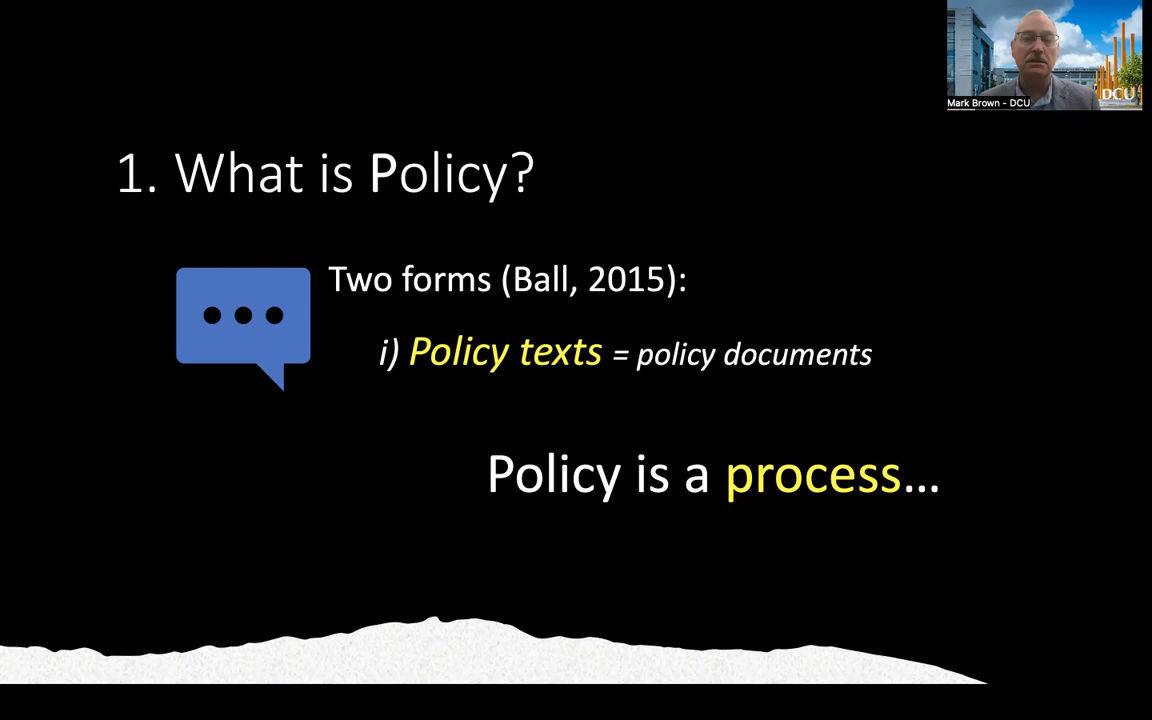 Mark Brown - DCU
DCU
1. What is Policy?
Two forms (Ball, 2015):
i) Policy texts = policy documents
Policy is a process…